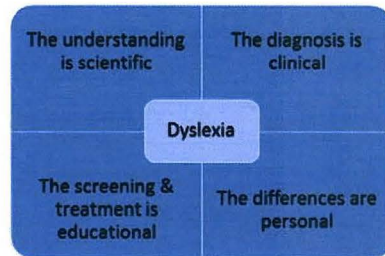 The understanding
is scientific
The diagnosis is
clinical
Dyslexia
The screening &
treatment is
educational
The differences are
personal